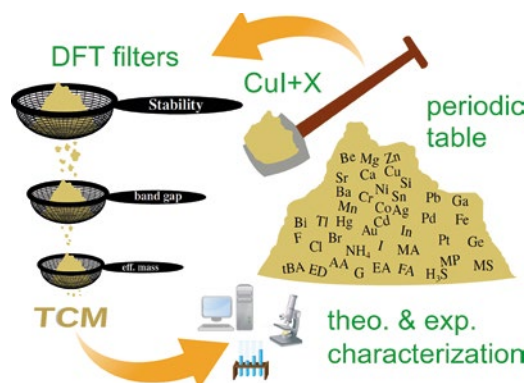 DFT filters
CuI+X
Stability
periodic
table
band gap
eff. mass
TCM
Be Mg Zn
Sr Ca Cu
Si
Ba Cr Ni Sn Pb Ga
Mn Co Ag
Bi Tl Hg Cd Pd Fe
Au In
F Cl Br I MA Pt Ge
NH₄
tBA ED AA G EA FA H₃S MP MS
theo. & exp.
characterization